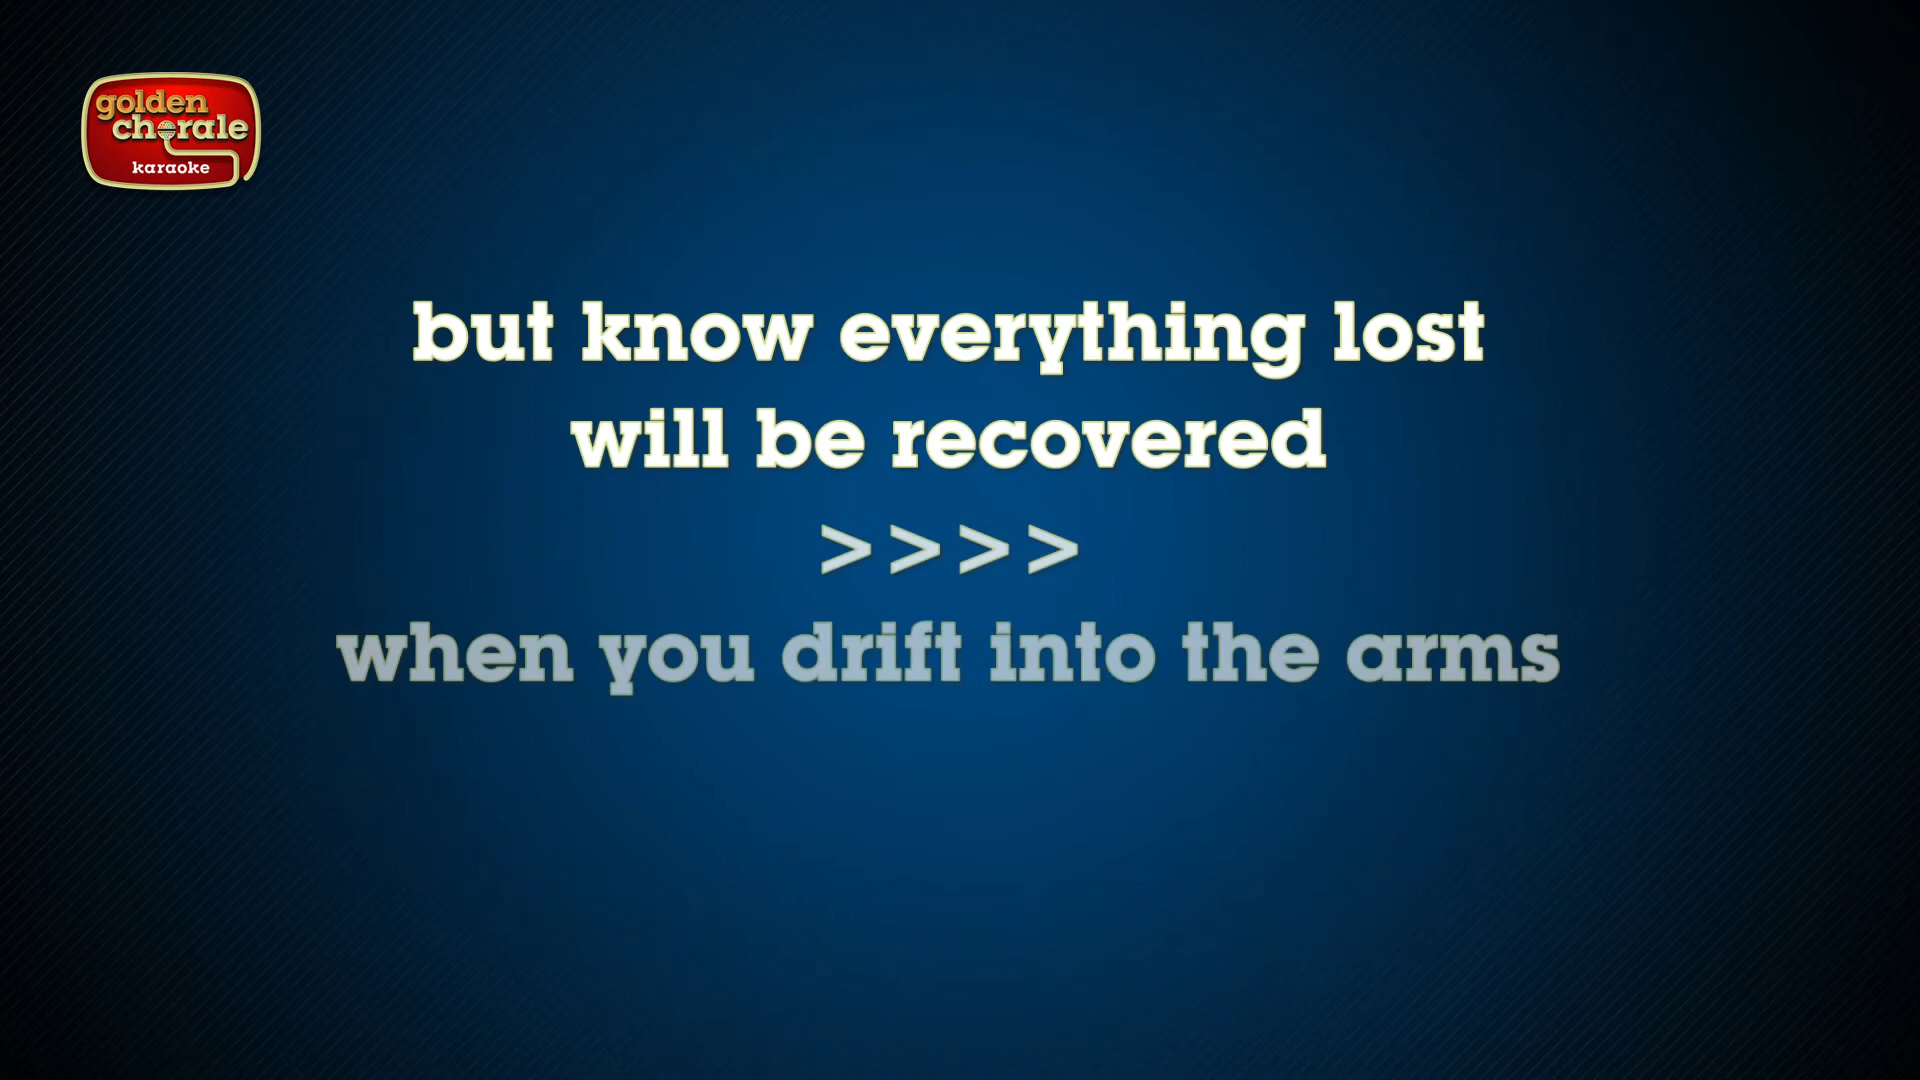 golden
chorale
karaoke
but know everything lost
will be recovered
>>>>
when you drift into the arms